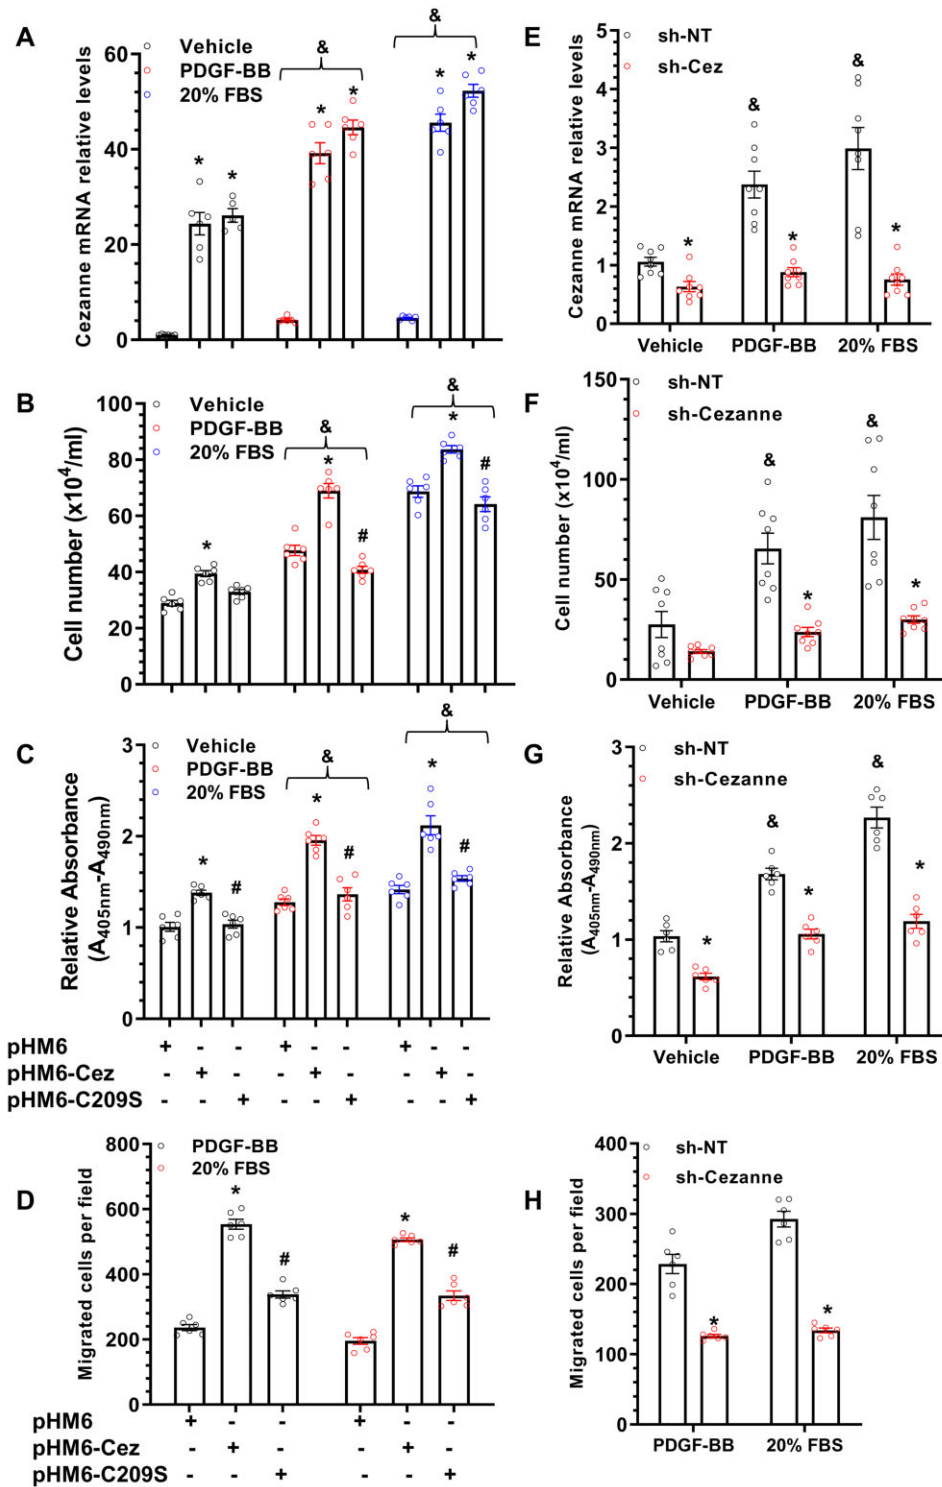 A
Cezanne mRNA relative levels
60
40
20
0
Vehicle
PDGF-BB
20% FBS
* * & * * & * *
E
Cezanne mRNA relative levels
5
4
3
2
1
0
sh-NT
sh-Cez
* & * & *
Vehicle PDGF-BB 20% FBS
B
Cell number (x10⁴/ml)
100
80
60
40
20
0
Vehicle
PDGF-BB
20% FBS
* & * # & * #
F
Cell number (x10⁴/ml)
150
100
50
0
sh-NT
sh-Cezanne
& * & *
Vehicle PDGF-BB 20% FBS
C
Relative Absorbance
(A405nm-A490nm)
3
2
1
0
Vehicle
PDGF-BB
20% FBS
* # & * # & * #
pHM6 + - - + - - + - -
pHM6-Cez - + - - + - - + -
pHM6-C209S - - + - - + - - +
G
Relative Absorbance
(A405nm-A490nm)
3
2
1
0
sh-NT
sh-Cezanne
* & * & *
Vehicle PDGF-BB 20% FBS
D
Migrated cells per field
800
600
400
200
0
PDGF-BB
20% FBS
* # * #
pHM6 + - - + - -
pHM6-Cez - + - - + -
pHM6-C209S - - + - - +
H
Migrated cells per field
400
300
200
100
0
sh-NT
sh-Cezanne
* *
PDGF-BB 20% FBS